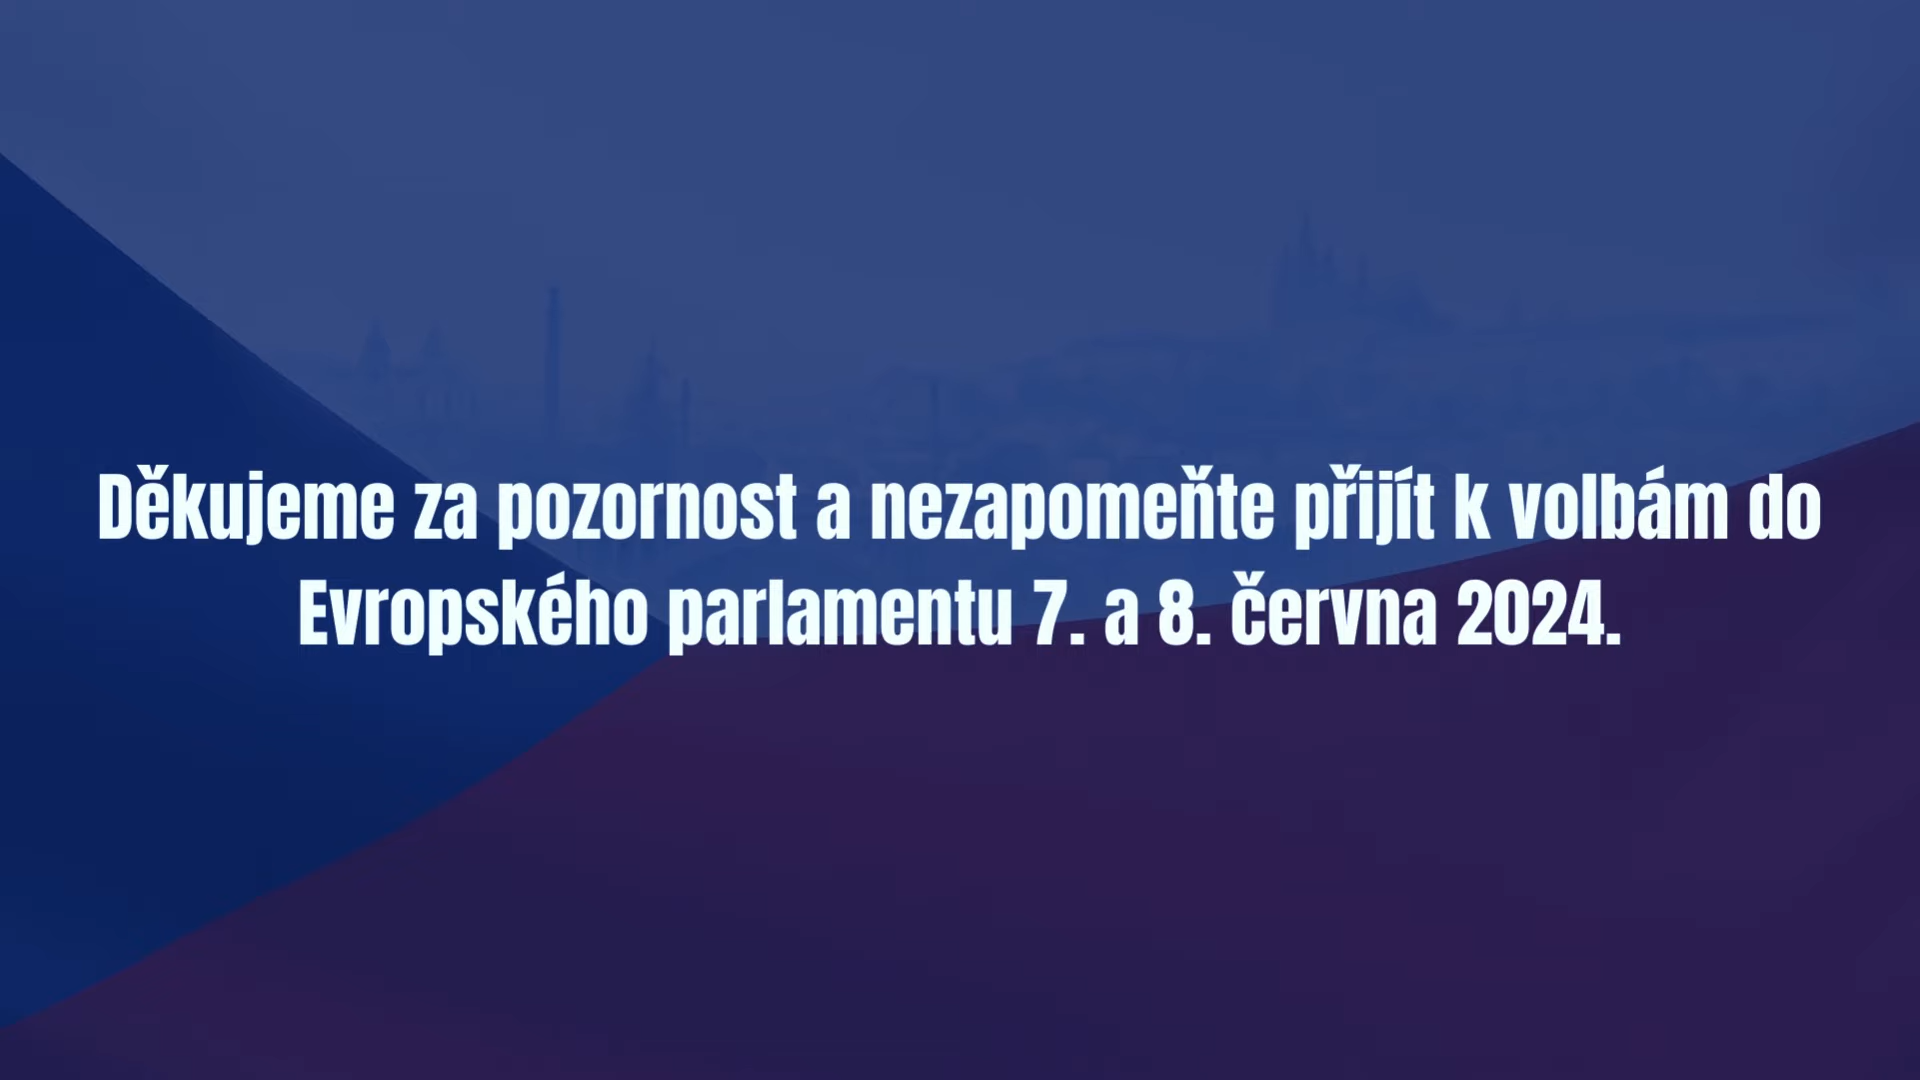 Děkujeme za pozornost a nezapomeňte přijít k volbám do
Evropského parlamentu 7. a 8. června 2024.